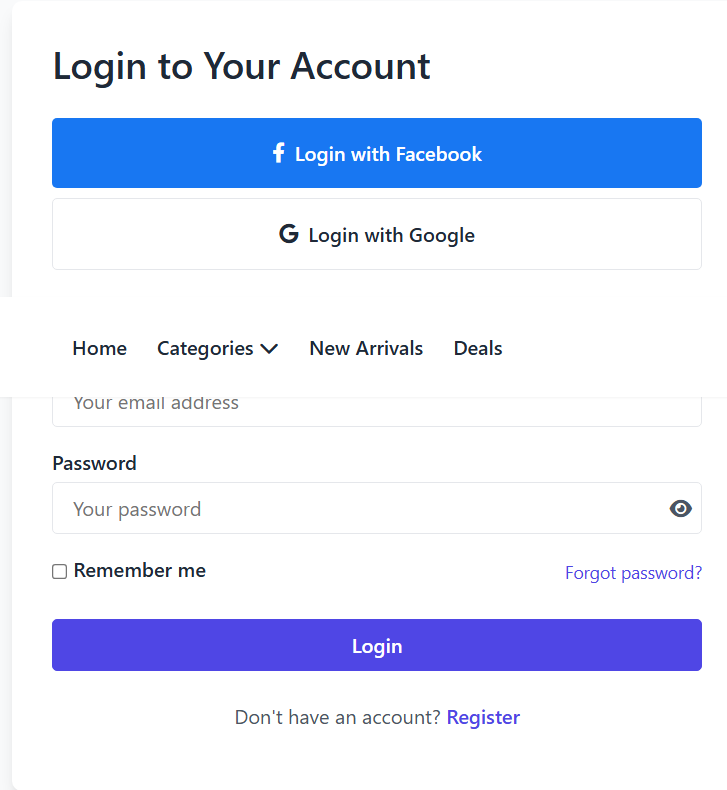 Login to Your Account
Login with Facebook
Login with Google
Home Categories New Arrivals Deals
Your email address
Password
Your password
Remember me Forgot password?
Login
Don't have an account? Register